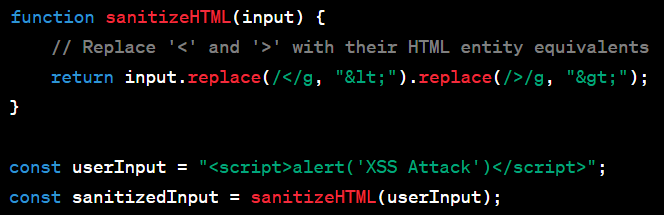 function sanitizeHTML(input) {
    // Replace '<' and '>' with their HTML entity equivalents
    return input.replace(/</g, "&lt;").replace(/>/g, "&gt;");
}

const userInput = "<script>alert('XSS Attack')</script>";
const sanitizedInput = sanitizeHTML(userInput);